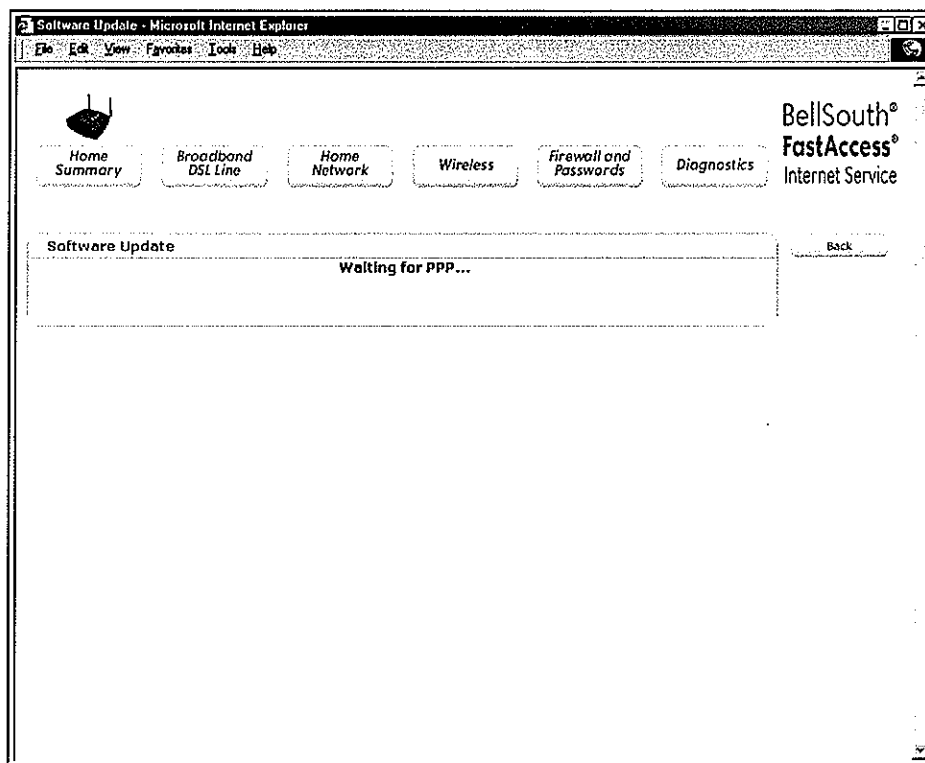 Software Update - Microsoft Internet Explorer
File Edit View Favorites Tools Help
BellSouth®
FastAccess®
Internet Service
Home Summary
Broadband DSL Line
Home Network
Wireless
Firewall and Passwords
Diagnostics
Software Update
Back
Waiting for PPP...